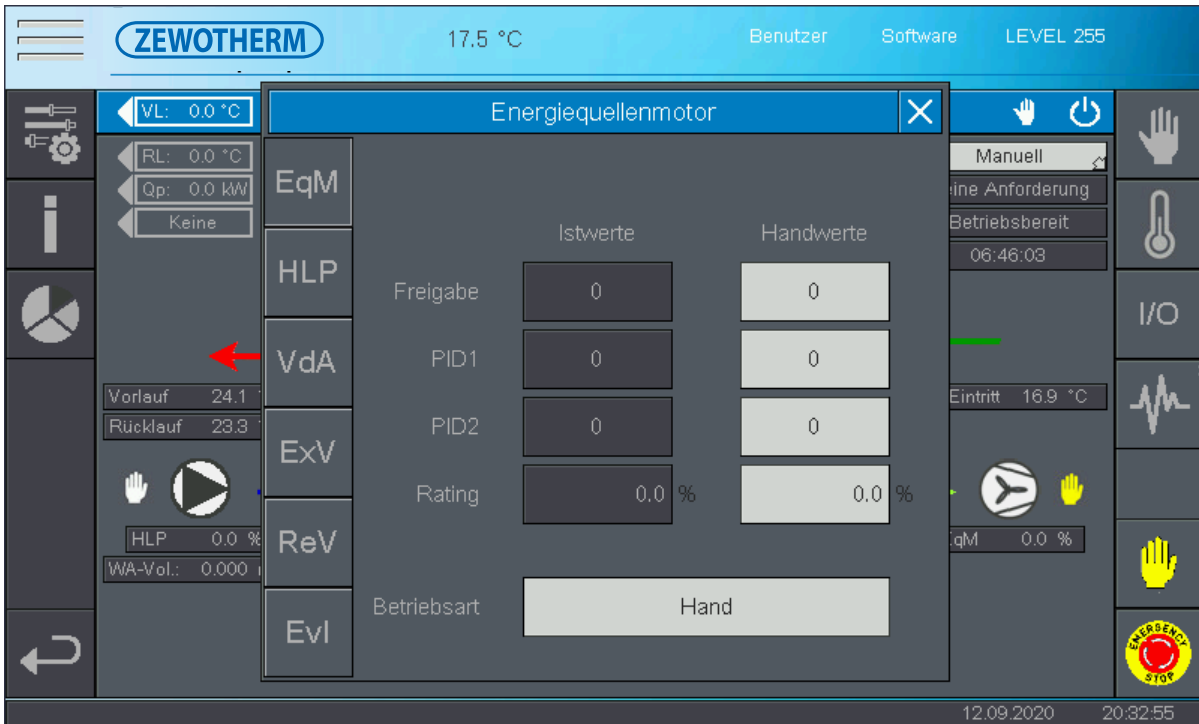 ZEWOTHERM
17.5 °C
Benutzer
Software
LEVEL 255
VL: 0.0 °C
Energiequellenmotor
RL: 0.0 °C
Qp: 0.0 kW
Keine
EqM
HLP
VdA
ExV
ReV
EvI
Istwerte
Handwerte
Freigabe 0 0
PID1 0 0
PID2 0 0
Rating 0.0 % 0.0 %
Betriebsart Hand
Manuell
ine Anforderung
Betriebsbereit
06:46:03
I/O
Vorlauf 24.1
Rücklauf 23.3
Eintritt 16.9 °C
HLP 0.0 %
WA-Vol.: 0.000
qM 0.0 %
EMERGENCY
STOP
12.09.2020 20:32:55